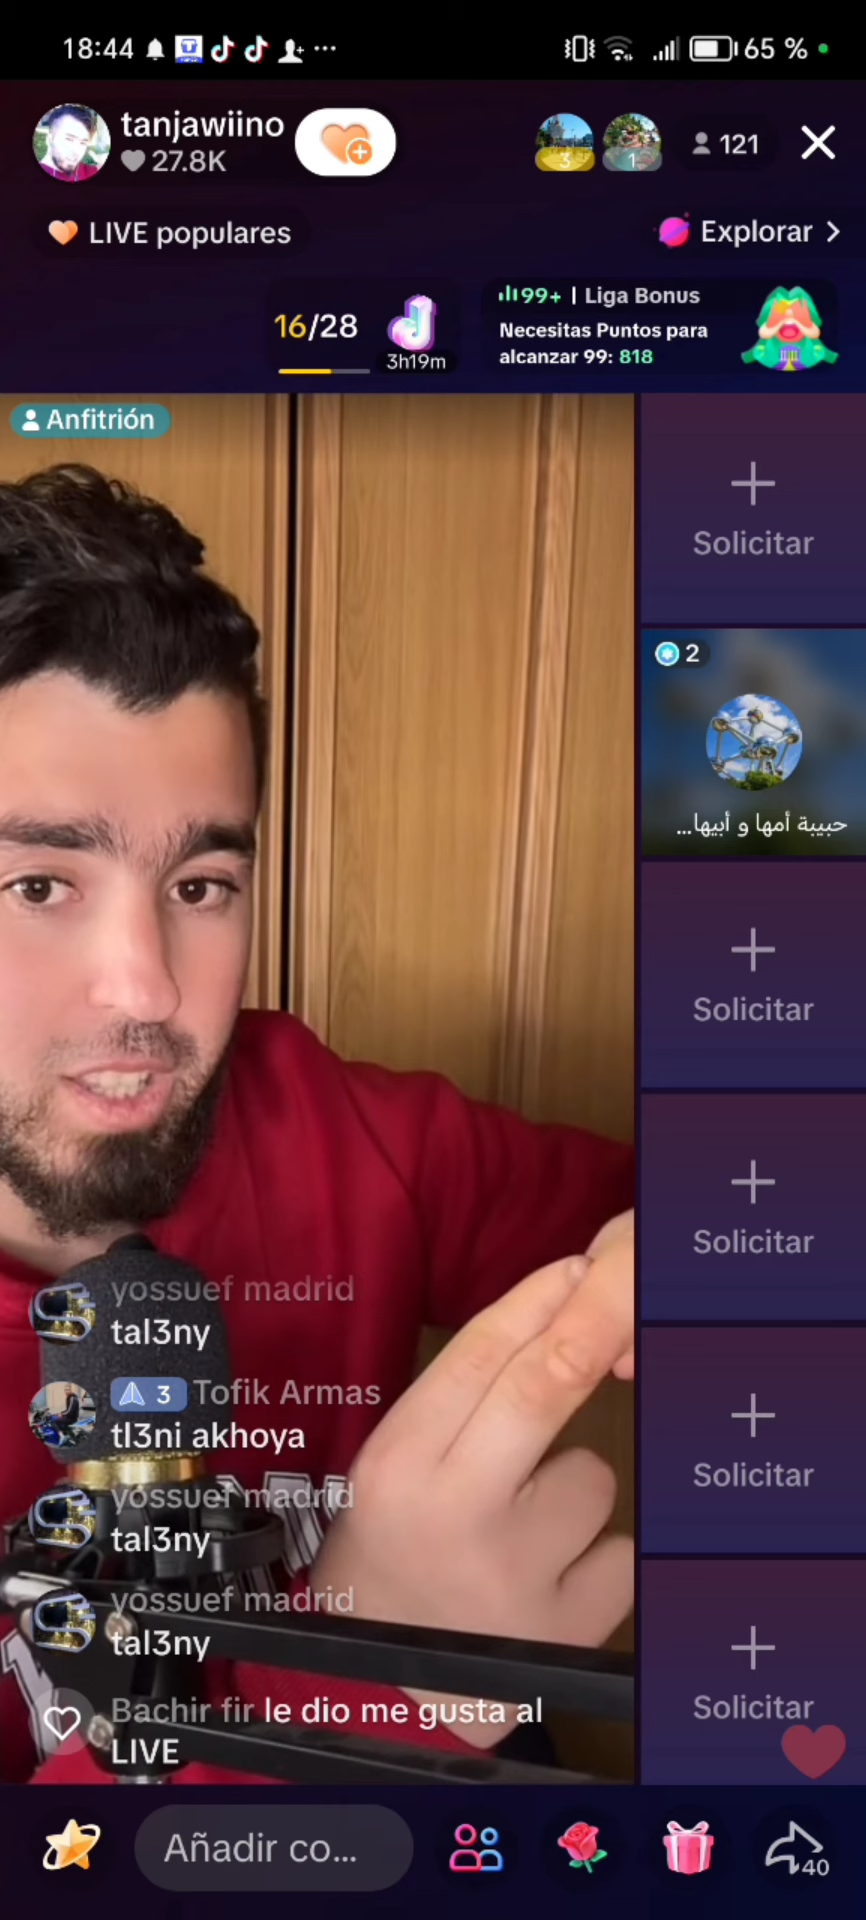 18:44
65 %
tanjawiino
27.8K
3
1
121
LIVE populares
Explorar
16/28
3h19m
99+ | Liga Bonus
Necesitas Puntos para
alcanzar 99: 818
Anfitrión
Solicitar
2
حبيبة أمها و أبيها...
Solicitar
Solicitar
Solicitar
Solicitar
yossuef madrid
tal3ny
3 Tofik Armas
tl3ni akhoya
yossuef madrid
tal3ny
yossuef madrid
tal3ny
Bachir fir le dio me gusta al
LIVE
Añadir co...
40